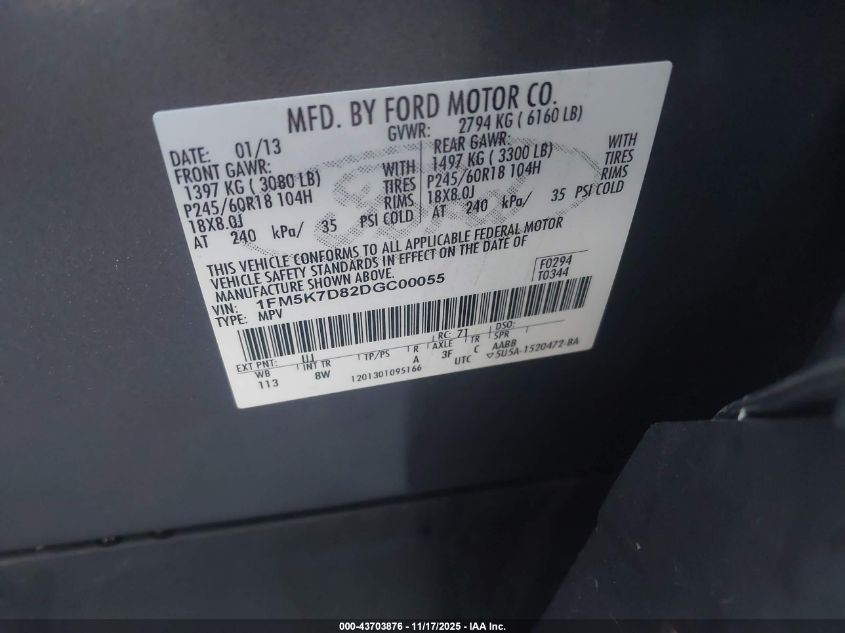 MFD. BY FORD MOTOR CO.
DATE: 01/13 GVWR: 2794 KG ( 6160 LB)
FRONT GAWR: REAR GAWR:
1397 KG ( 3080 LB) WITH 1497 KG ( 3300 LB) WITH
P245/60R18 104H TIRES P245/60R18 104H TIRES
18X8.0J RIMS 18X8.0J RIMS
AT 240 kPa/ 35 PSI COLD AT 240 kPa/ 35 PSI COLD
THIS VEHICLE CONFORMS TO ALL APPLICABLE FEDERAL MOTOR
VEHICLE SAFETY STANDARDS IN EFFECT ON THE DATE OF
MANUFACTURE SHOWN ABOVE. F0294
VIN: 1FM5K7D82DGC00055 T0344
TYPE: MPV
EXT PNT: UJ RC: 71 DSO:
WB INT TR TP/PS R AXLE TR SPR
113 8W A 3F C AABB
1201301095166 UTC ▽5U5A-1520472-BA
000-43703876 - 11/17/2025 - IAA Inc.